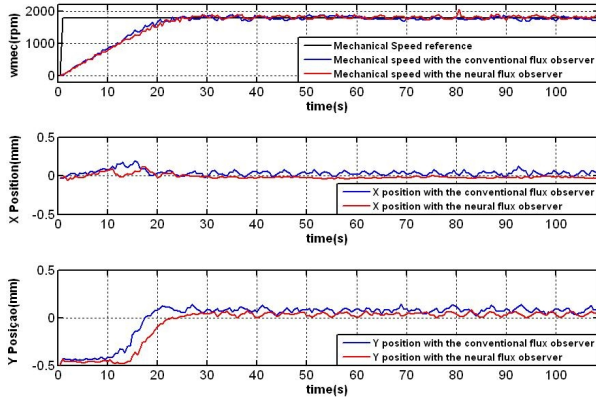 wmec(rpm)
2000
1000
0
0 10 20 30 40 50 60 70 80 90 100
time(s)
Mechanical Speed reference
Mechanical speed with the conventional flux observer
Mechanical speed with the neural flux observer
X Position(mm)
0.5
0
-0.5
0 10 20 30 40 50 60 70 80 90 100
time(s)
X position with the conventional flux observer
X position with the neural flux observer
Y Posiçao(mm)
0.5
0
-0.5
0 10 20 30 40 50 60 70 80 90 100
time(s)
Y position with the conventional flux observer
Y position with the neural flux observer